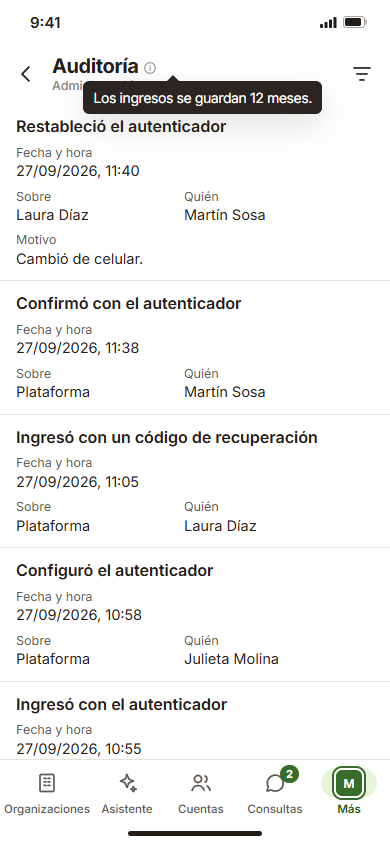 9:41
Auditoría
Los ingresos se guardan 12 meses.
Restableció el autenticador
Fecha y hora
27/09/2026, 11:40
Sobre Quién
Laura Díaz Martín Sosa
Motivo
Cambió de celular.
Confirmó con el autenticador
Fecha y hora
27/09/2026, 11:38
Sobre Quién
Plataforma Martín Sosa
Ingresó con un código de recuperación
Fecha y hora
27/09/2026, 11:05
Sobre Quién
Plataforma Laura Díaz
Configuró el autenticador
Fecha y hora
27/09/2026, 10:58
Sobre Quién
Plataforma Julieta Molina
Ingresó con el autenticador
Fecha y hora
27/09/2026, 10:55
2
M
Organizaciones Asistente Cuentas Consultas Más